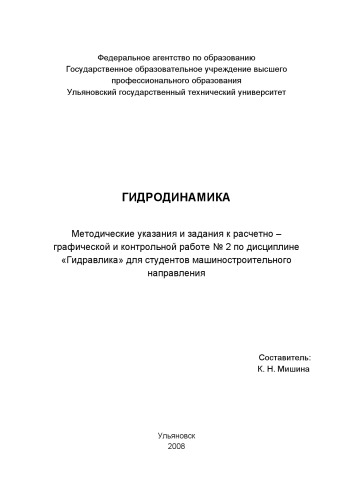 Федеральное агентство по образованию
Государственное образовательное учреждение высшего
профессионального образования
Ульяновский государственный технический университет
ГИДРОДИНАМИКА
Методические указания и задания к расчетно –
графической и контрольной работе № 2 по дисциплине
«Гидравлика» для студентов машиностроительного
направления
Составитель:
К. Н. Мишина
Ульяновск
2008